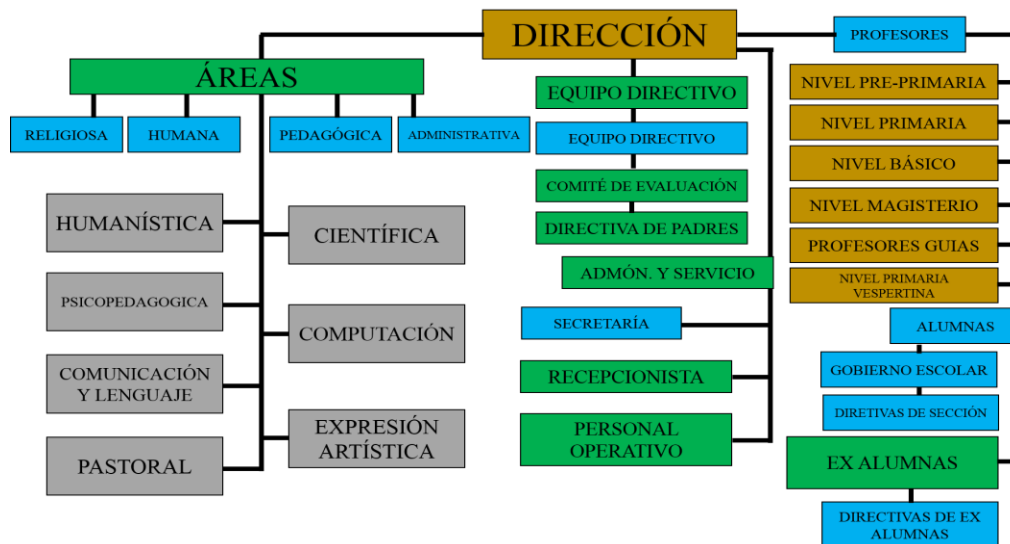 DIRECCIÓN
PROFESORES
ÁREAS
RELIGIOSA
HUMANA
PEDAGÓGICA
ADMINISTRATIVA
HUMANÍSTICA
CIENTÍFICA
PSICOPEDAGOGICA
COMPUTACIÓN
COMUNICACIÓN
Y LENGUAJE
EXPRESIÓN
ARTÍSTICA
PASTORAL
EQUIPO DIRECTIVO
EQUIPO DIRECTIVO
COMITÉ DE EVALUACIÓN
DIRECTIVA DE PADRES
ADMÓN. Y SERVICIO
SECRETARÍA
RECEPCIONISTA
PERSONAL
OPERATIVO
NIVEL PRE-PRIMARIA
NIVEL PRIMARIA
NIVEL BÁSICO
NIVEL MAGISTERIO
PROFESORES GUIAS
NIVEL PRIMARIA
VESPERTINA
ALUMNAS
GOBIERNO ESCOLAR
DIRETIVAS DE SECCIÓN
EX ALUMNAS
DIRECTIVAS DE EX
ALUMNAS